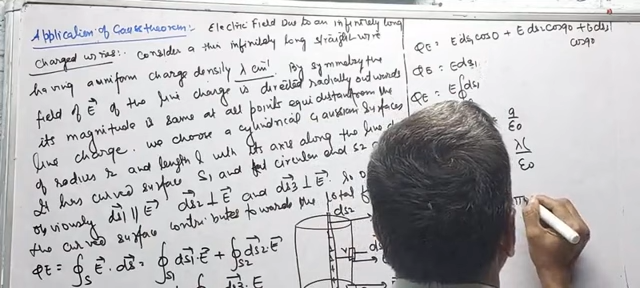 Application of Gauss theorem:- Electric Field Due to an infinitely long
charged wries:- Consider a thin infinitely long straight wire
having a uniform charge density λ cm⁻¹. By symmetry the
field of E⃗ of the line charge is directed radially outwards
its magnitude is same at all points equidistant from the
line charge. we choose a cylindrical Gaussian Surfaces
of radius r and length l with its axis along the line
It has curved surface S1 and circular end S2
obviously ds1⃗ ∥ E⃗ ds2⃗ ⊥ E⃗ and ds3⃗ ⊥ E⃗. So
the curved surface contributes towards the total
φE = ∮S E⃗. ds⃗ = ∮S1 ds1⃗. E⃗ + ∮S2 ds2⃗. E⃗
ds3⃗. E
ds2
r
φE = E ds1 cos0 + E ds2 cos90 + E ds1
cos90
φE = E ds1
φE = E ∮ ds1
= q/ε0
λl/ε0